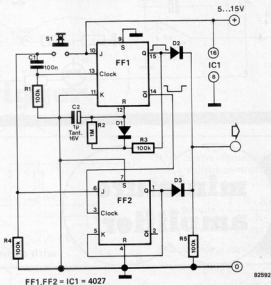 5...15V
S1
C1
100n
10
J
9
S
Q
15
D2
13
Clock
FF1
16
IC1
8
R1
100k
11
K
12
R
Q
14
C2
1µ
Tant.
16V
R2
1M
D1
R3
100k
7
S
6
J
Q
1
D3
3
Clock
FF2
5
K
4
R
Q
2
R4
100k
R5
100k
0
FF1,FF2 = IC1 = 4027
82592